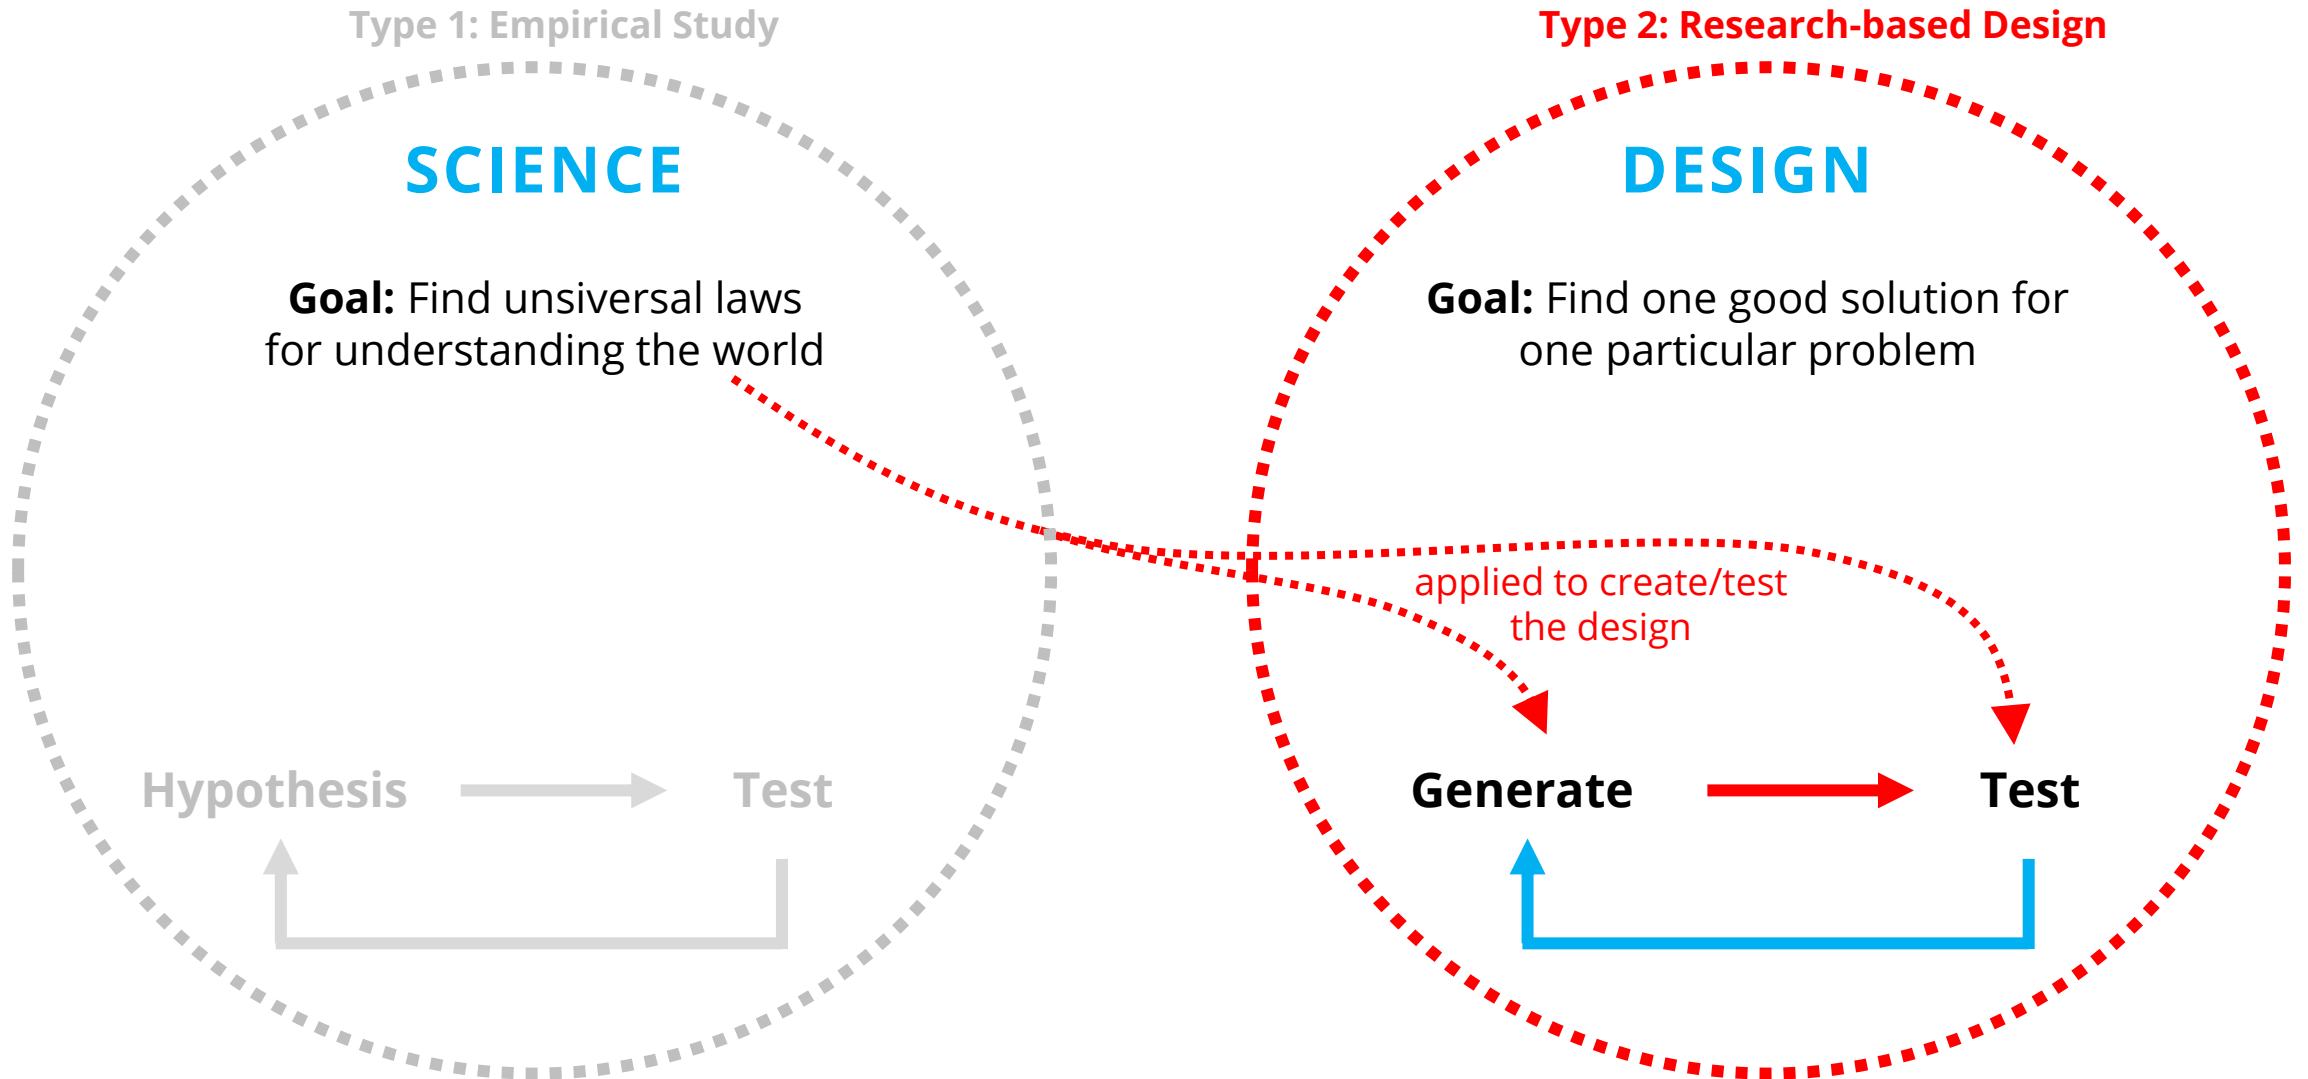 Type 1: Empirical Study
SCIENCE
Goal: Find unsiversal laws
for understanding the world
Hypothesis
Test
Type 2: Research-based Design
DESIGN
Goal: Find one good solution for
one particular problem
applied to create/test
the design
Generate
Test